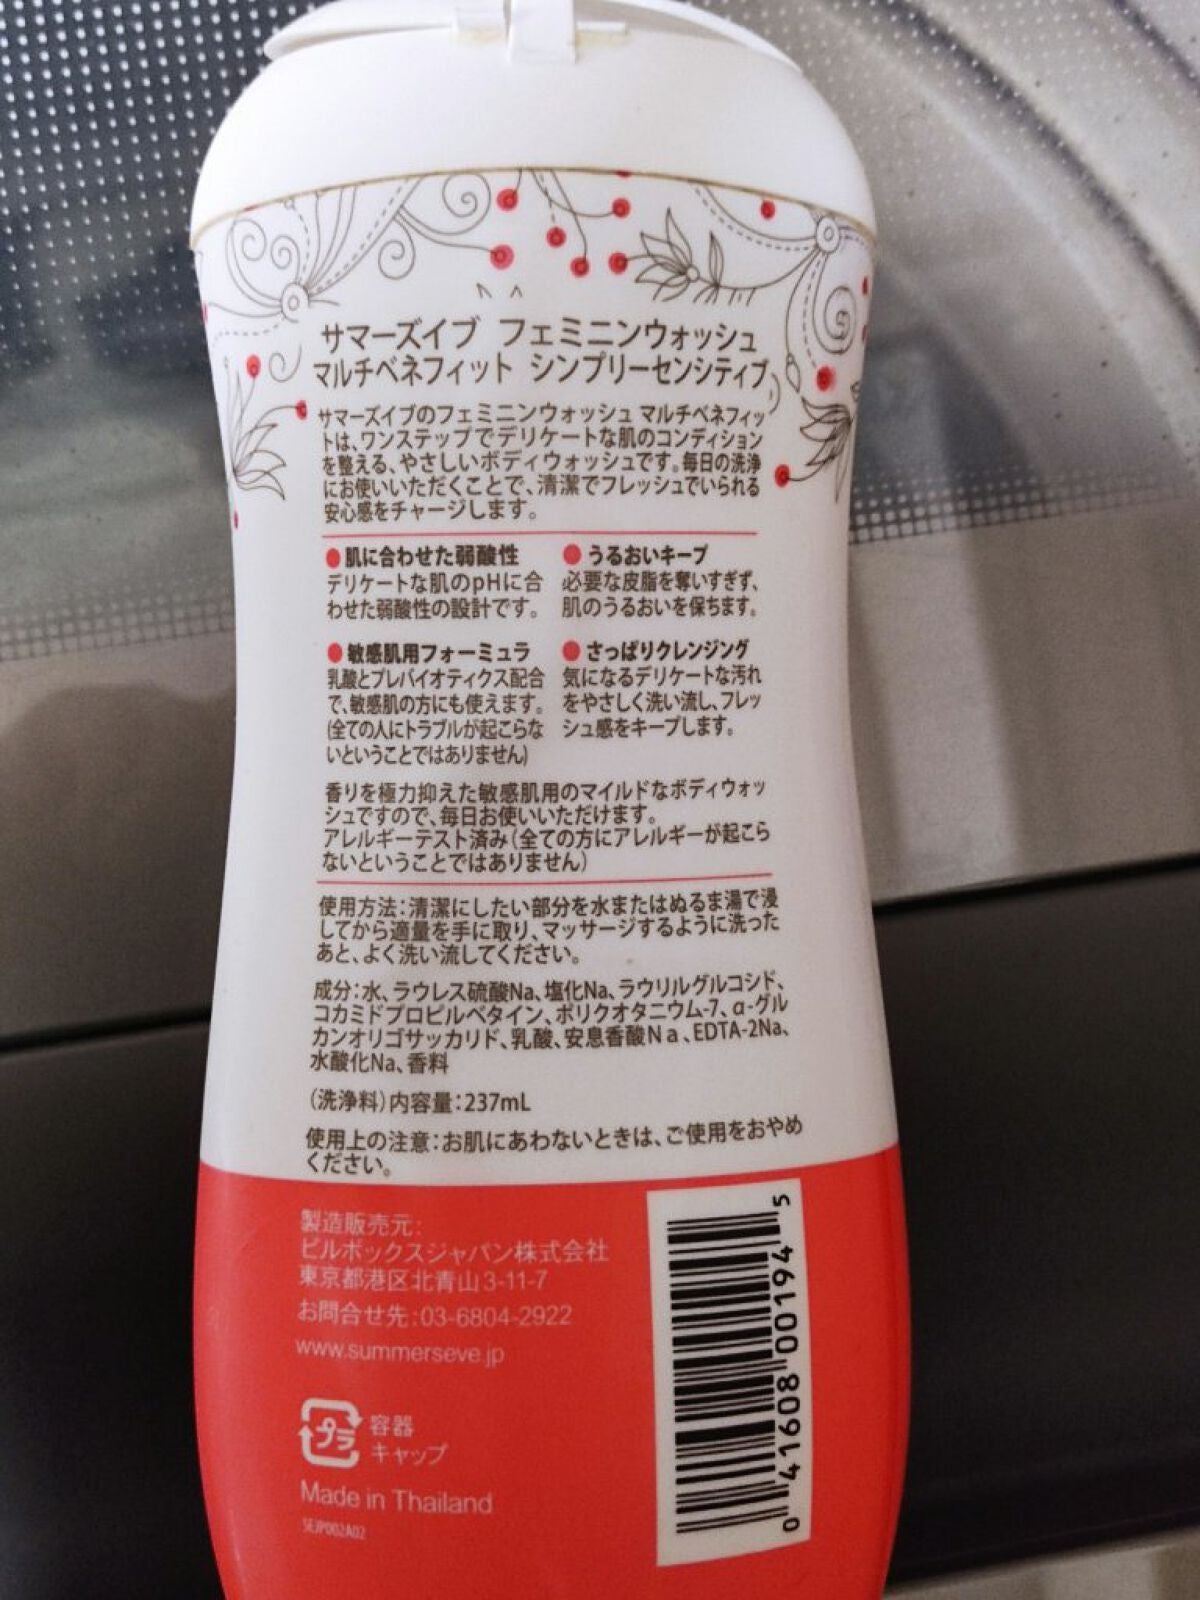 サマーズイブ フェミニンウォッシュ
マルチベネフィット シンプリーセンシティブ
サマーズイブのフェミニンウォッシュ マルチベネフィッ
トは、ワンステップでデリケートな肌のコンディション
を整える、やさしいボディウォッシュです。毎日の洗浄
にお使いいただくことで、清潔でフレッシュでいられる
安心感をチャージします。
●肌に合わせた弱酸性
デリケートな肌のpHに合
わせた弱酸性の設計です。
●うるおいキープ
必要な皮脂を奪いすぎず、
肌のうるおいを保ちます。
●敏感肌用フォーミュラ
乳酸とプレバイオティクス配合
で、敏感肌の方にも使えます。
(全ての人にトラブルが起こらな
いということではありません)
●さっぱりクレンジング
気になるデリケートな汚れ
をやさしく洗い流し、フレッ
シュ感をキープします。
香りを極力抑えた敏感肌用のマイルドなボディウォッ
シュですので、毎日お使いいただけます。
アレルギーテスト済み(全ての方にアレルギーが起こら
ないということではありません)
使用方法:清潔にしたい部分を水またはぬるま湯で浸
してから適量を手に取り、マッサージするように洗った
あと、よく洗い流してください。
成分:水、ラウレス硫酸Na、塩化Na、ラウリルグルコシド、
コカミドプロピルベタイン、ポリクオタニウム-7、α-グル
カンオリゴサッカリド、乳酸、安息香酸Na、EDTA-2Na、
水酸化Na、香料
(洗浄料)内容量:237mL
使用上の注意:お肌にあわないときは、ご使用をおやめ
ください。
製造販売元:
ピルボックスジャパン株式会社
東京都港区北青山3-11-7
お問合せ先:03-6804-2922
www.summerseve.jp
プラ
容器
キャップ
Made in Thailand
SEJP002A02
0 41608 00194 5